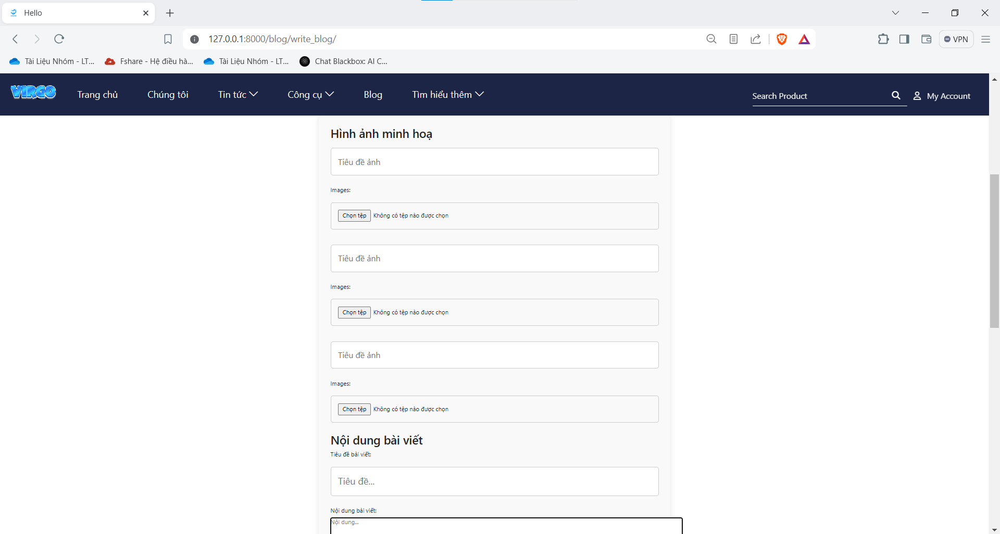 Hello
127.0.0.1:8000/blog/write_blog/
VPN
Tài Liệu Nhóm - LT...
Fshare - Hệ điều hà...
Tài Liệu Nhóm - LT...
Chat Blackbox: AI C...
VIRGO
Trang chủ
Chúng tôi
Tin tức
Công cụ
Blog
Tìm hiểu thêm
Search Product
My Account
Hình ảnh minh hoạ
Tiêu đề ảnh
Images:
Chọn tệp Không có tệp nào được chọn
Tiêu đề ảnh
Images:
Chọn tệp Không có tệp nào được chọn
Tiêu đề ảnh
Images:
Chọn tệp Không có tệp nào được chọn
Nội dung bài viết
Tiêu đề bài viết:
Tiêu đề...
Nội dung bài viết:
Nội dung...